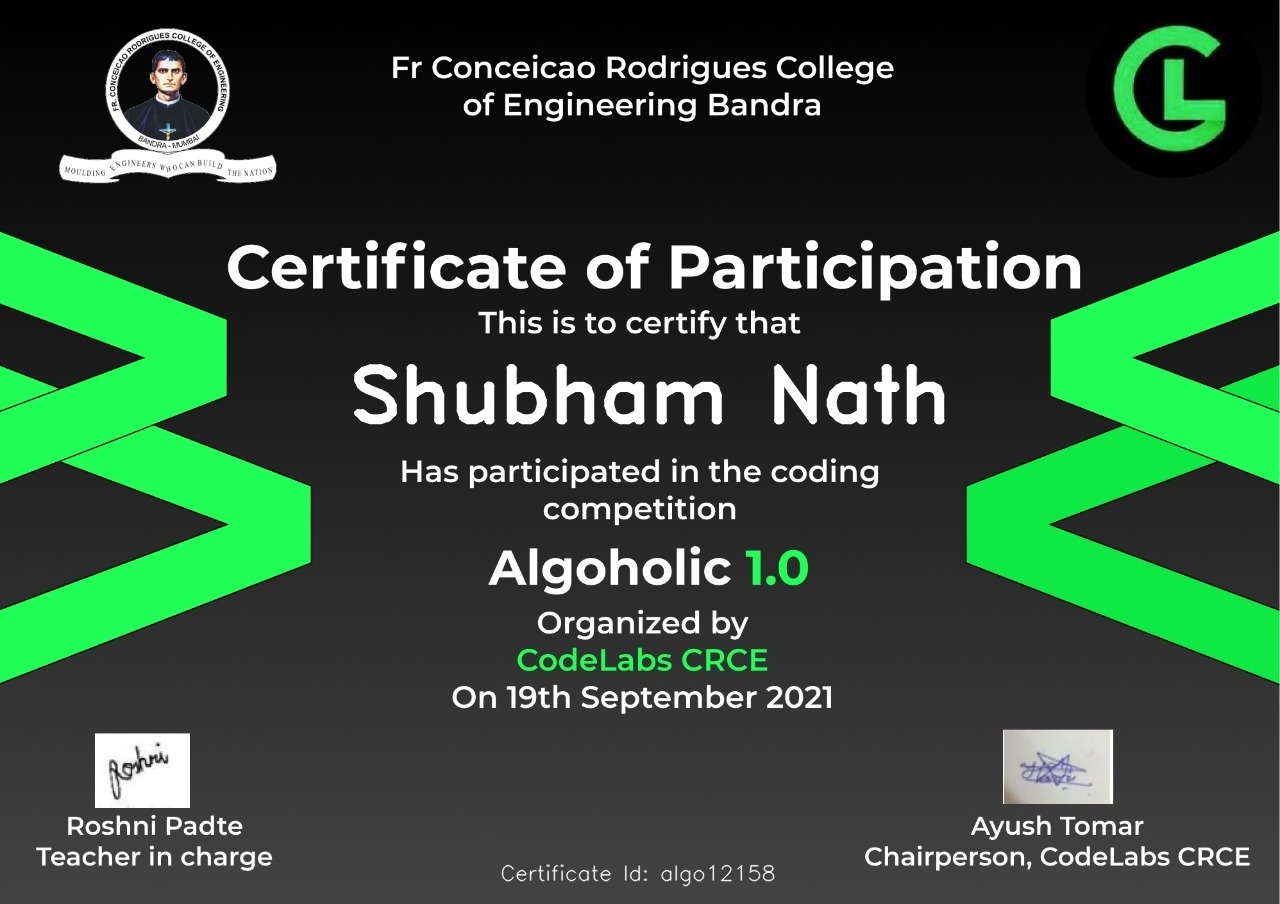 FR. CONCEICAO RODRIGUES COLLEGE OF ENGINEERING
BANDRA - MUMBAI
MOULDING ENGINEERS WHO CAN BUILD THE NATION
Fr Conceicao Rodrigues College
of Engineering Bandra
CL
Certificate of Participation
This is to certify that
Shubham Nath
Has participated in the coding
competition
Algoholic 1.0
Organized by
CodeLabs CRCE
On 19th September 2021
Roshni
Roshni Padte
Teacher in charge
Ayush Tomar
Chairperson, CodeLabs CRCE
Certificate Id: algo12158